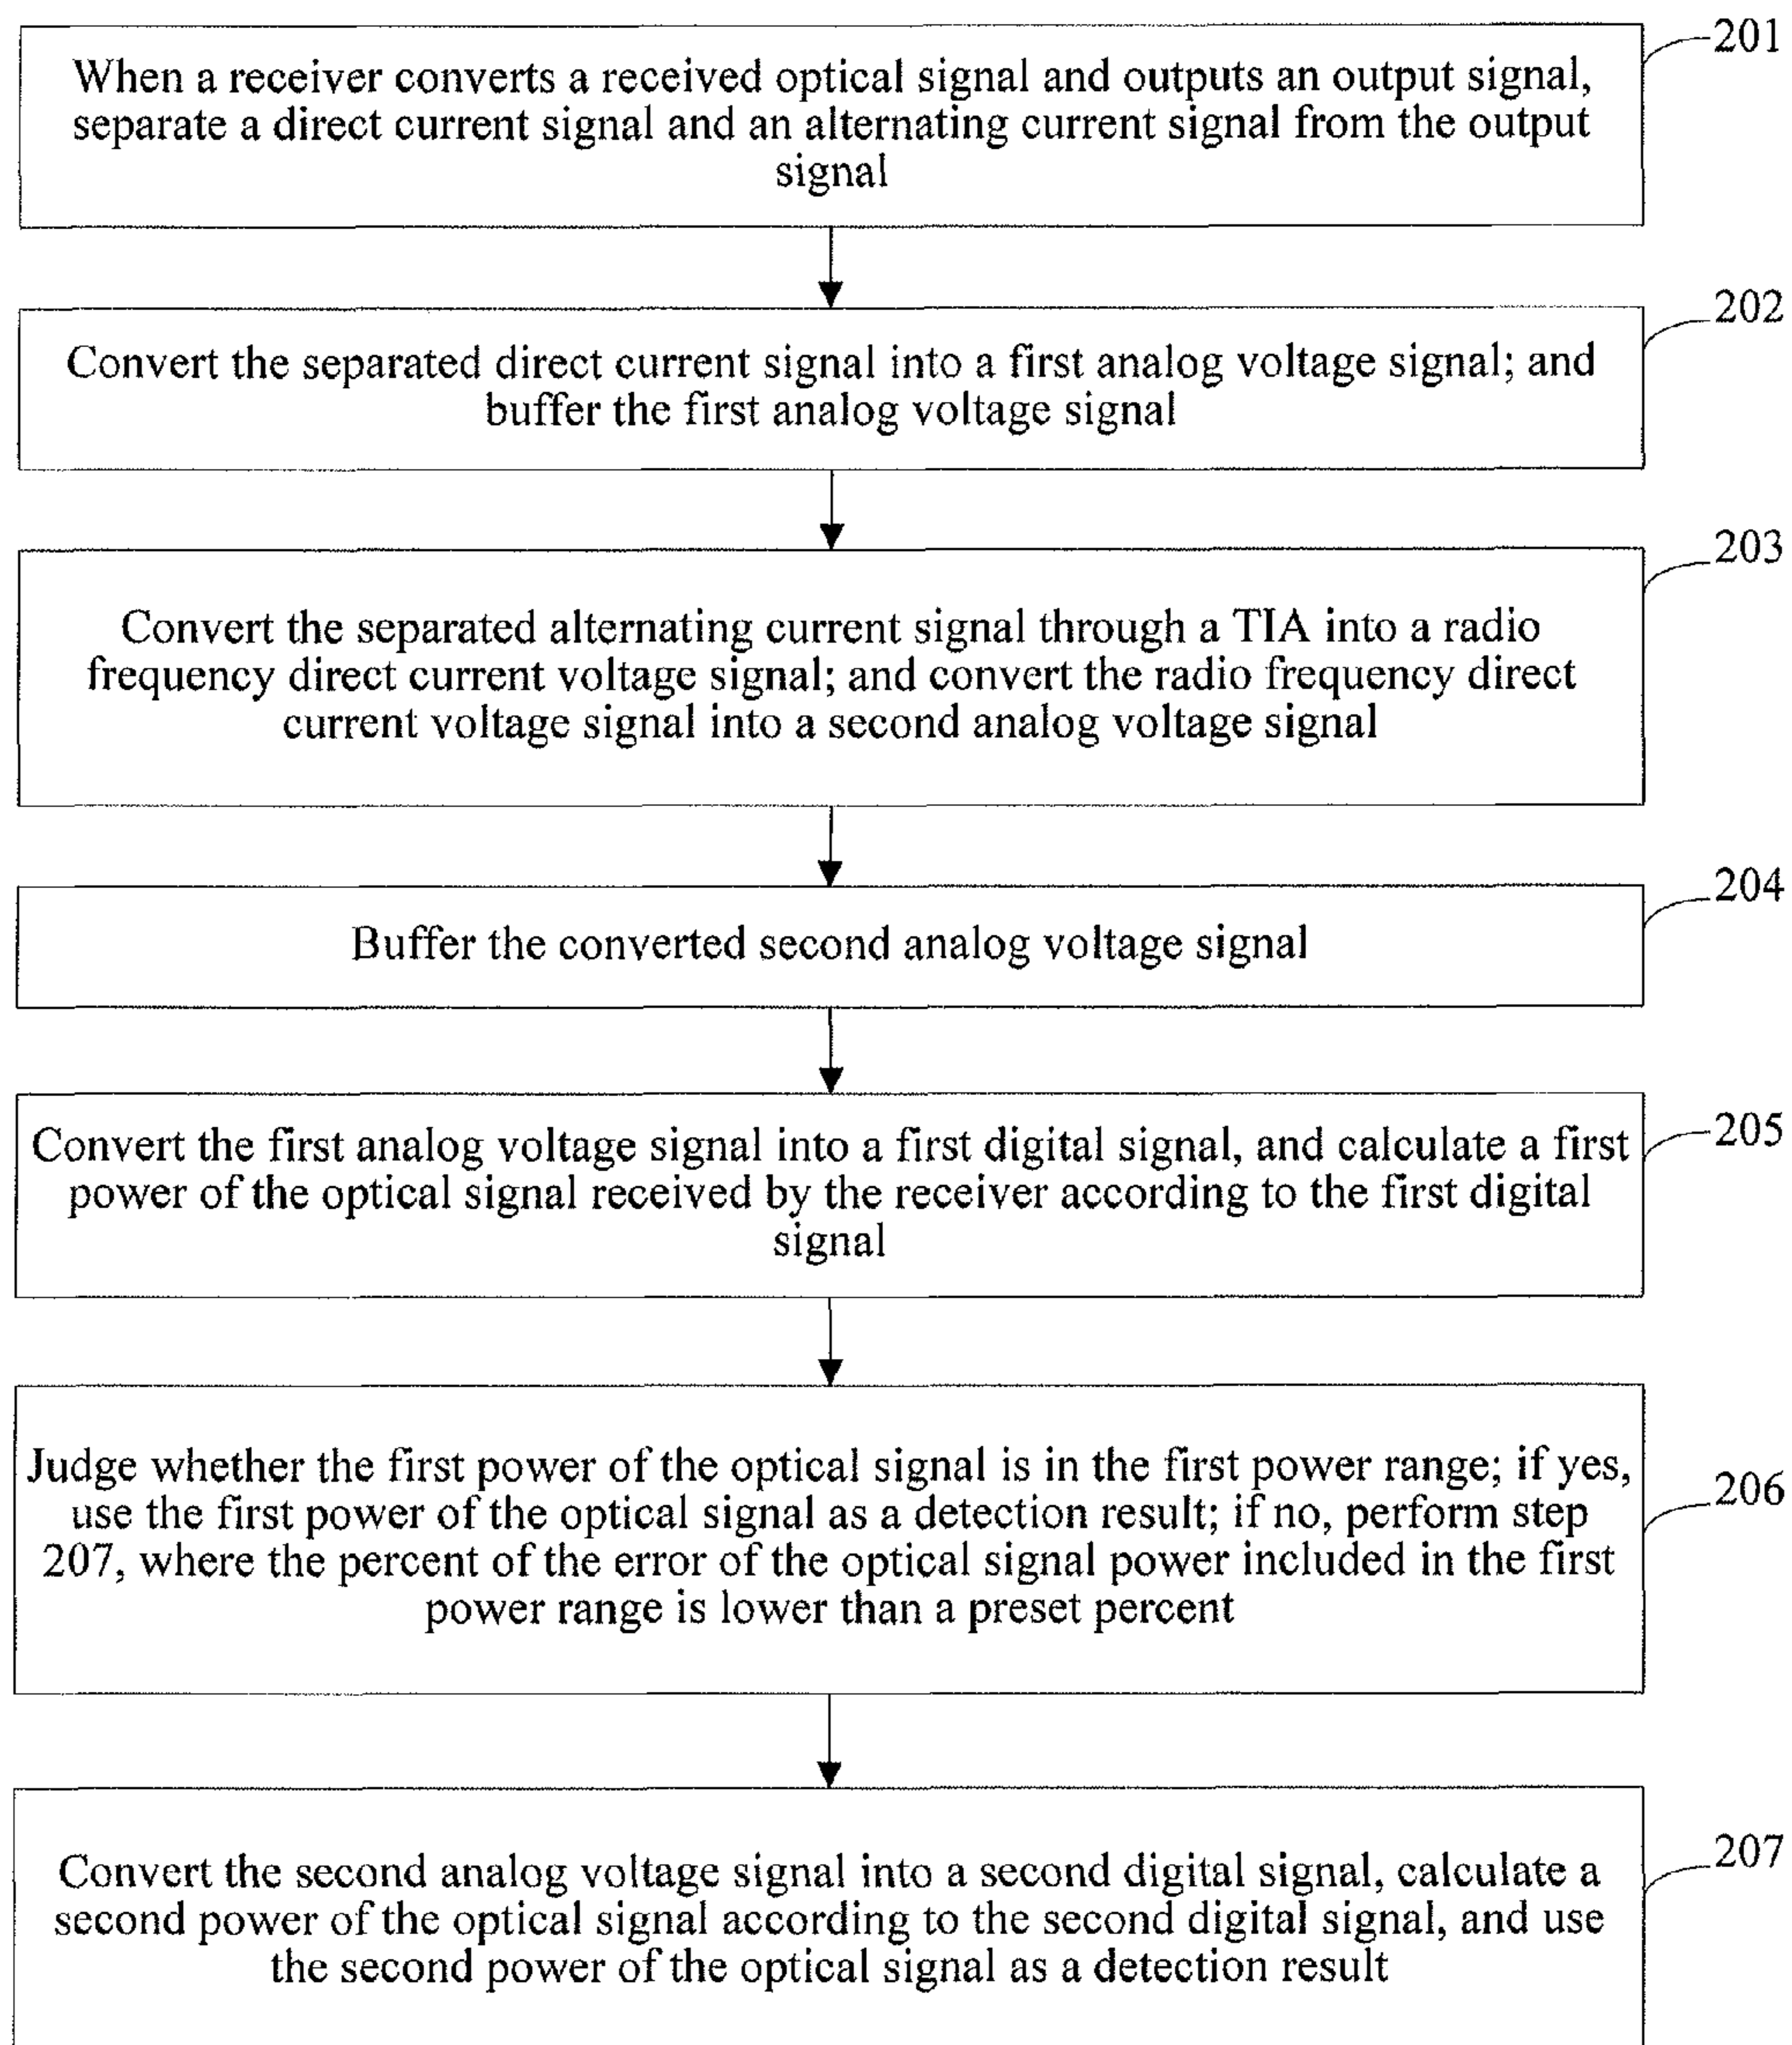 201
When a receiver converts a received optical signal and outputs an output signal,
separate a direct current signal and an alternating current signal from the output
signal
202
Convert the separated direct current signal into a first analog voltage signal; and
buffer the first analog voltage signal
203
Convert the separated alternating current signal through a TIA into a radio
frequency direct current voltage signal; and convert the radio frequency direct
current voltage signal into a second analog voltage signal
204
Buffer the converted second analog voltage signal
205
Convert the first analog voltage signal into a first digital signal, and calculate a first
power of the optical signal received by the receiver according to the first digital
signal
206
Judge whether the first power of the optical signal is in the first power range; if yes,
use the first power of the optical signal as a detection result; if no, perform step
207, where the percent of the error of the optical signal power included in the first
power range is lower than a preset percent
207
Convert the second analog voltage signal into a second digital signal, calculate a
second power of the optical signal according to the second digital signal, and use
the second power of the optical signal as a detection result